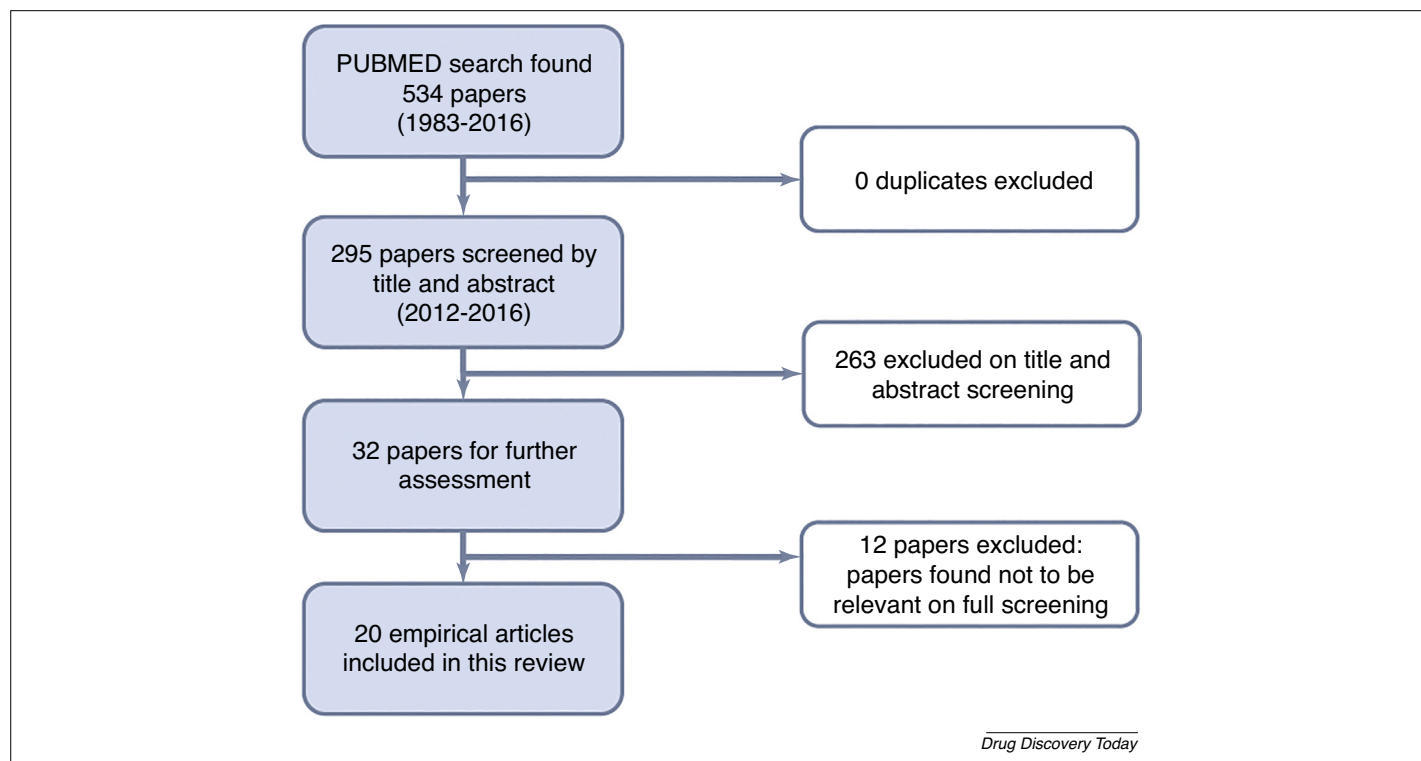 PUBMED search found
534 papers
(1983-2016)
0 duplicates excluded
295 papers screened by
title and abstract
(2012-2016)
263 excluded on title and
abstract screening
32 papers for further
assessment
12 papers excluded:
papers found not to be
relevant on full screening
20 empirical articles
included in this review
Drug Discovery Today